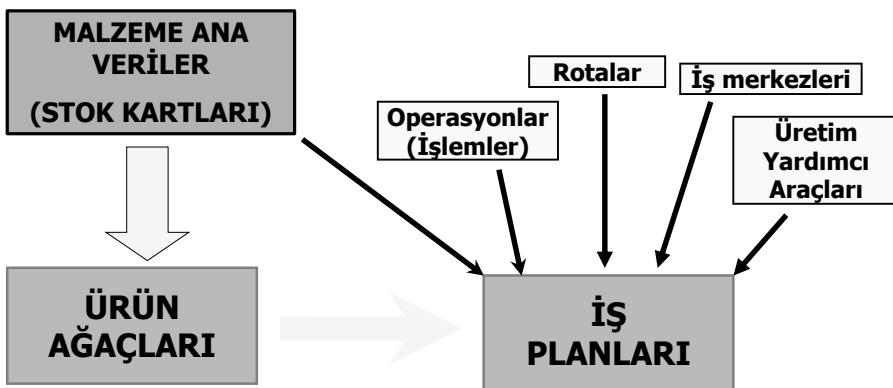 MALZEME ANA
VERİLER
(STOK KARTLARI)
Operasyonlar
(İşlemler)
Rotalar
İş merkezleri
Üretim
Yardımcı
Araçları
ÜRÜN
AĞAÇLARI
İŞ
PLANLARI